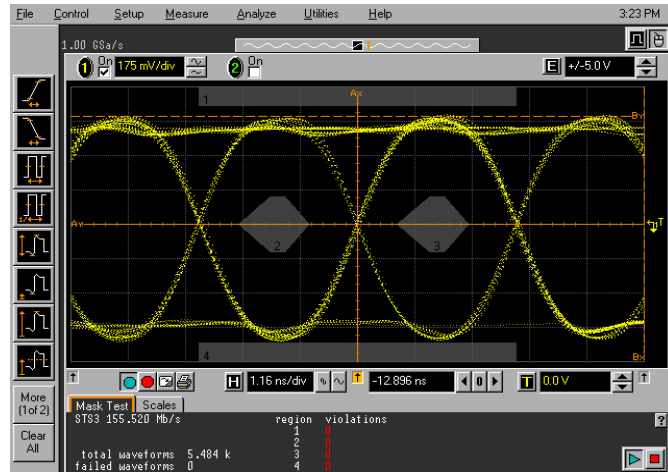 File Control Setup Measure Analyze Utilities Help 3:23 PM
1.00 GSa/s
1 On 175 mV/div 2 On E +/-5.0 V
1
Ax
By
Ay
T
2
3
4
Bx
More
(1of 2)
Clear
All
H 1.16 ns/div -12.896 ns 0 T 0.0 V
Mask Test Scales
STS3 155.520 Mb/s region violations
1 0
2 0
total waveforms 5.484 k 3 0
failed waveforms 0 4 0
?